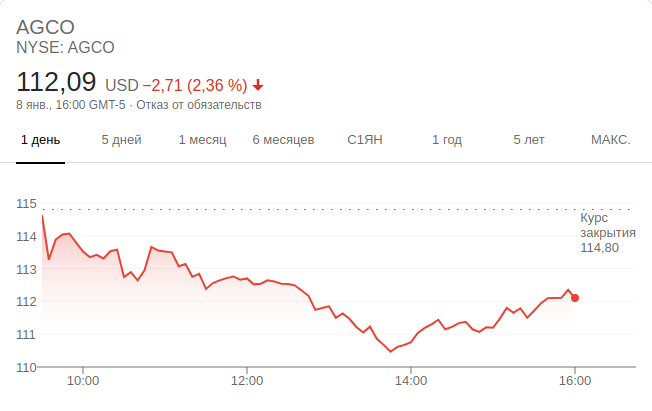 AGCO
NYSE: AGCO
112,09 USD −2,71 (2,36 %)
8 янв., 16:00 GMT-5 · Отказ от обязательств
1 день 5 дней 1 месяц 6 месяцев С1ЯН 1 год 5 лет МАКС.
115
Курс
закрытия
114,80
114
113
112
111
110
10:00 12:00 14:00 16:00